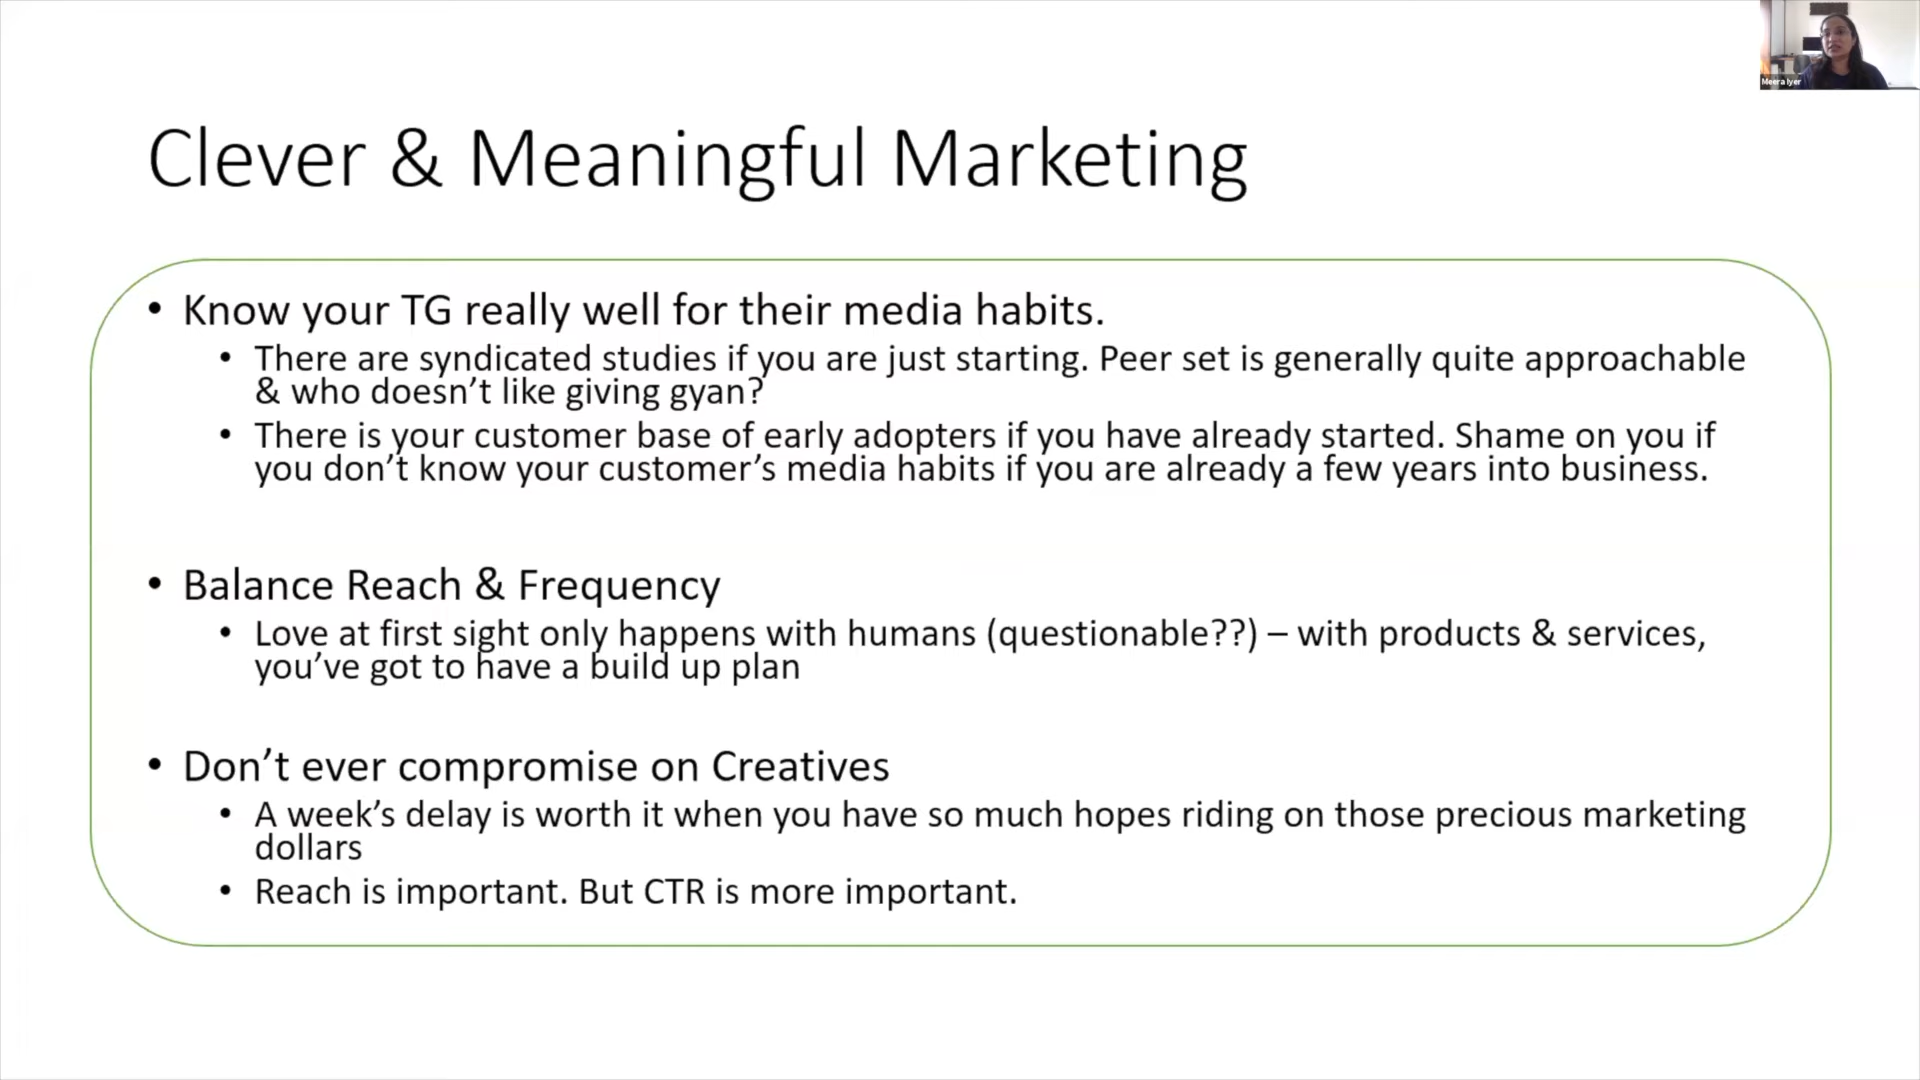 Meera Iyer
Clever & Meaningful Marketing
• Know your TG really well for their media habits.
• There are syndicated studies if you are just starting. Peer set is generally quite approachable
& who doesn’t like giving gyan?
• There is your customer base of early adopters if you have already started. Shame on you if
you don’t know your customer’s media habits if you are already a few years into business.
• Balance Reach & Frequency
• Love at first sight only happens with humans (questionable??) – with products & services,
you’ve got to have a build up plan
• Don’t ever compromise on Creatives
• A week’s delay is worth it when you have so much hopes riding on those precious marketing
dollars
• Reach is important. But CTR is more important.